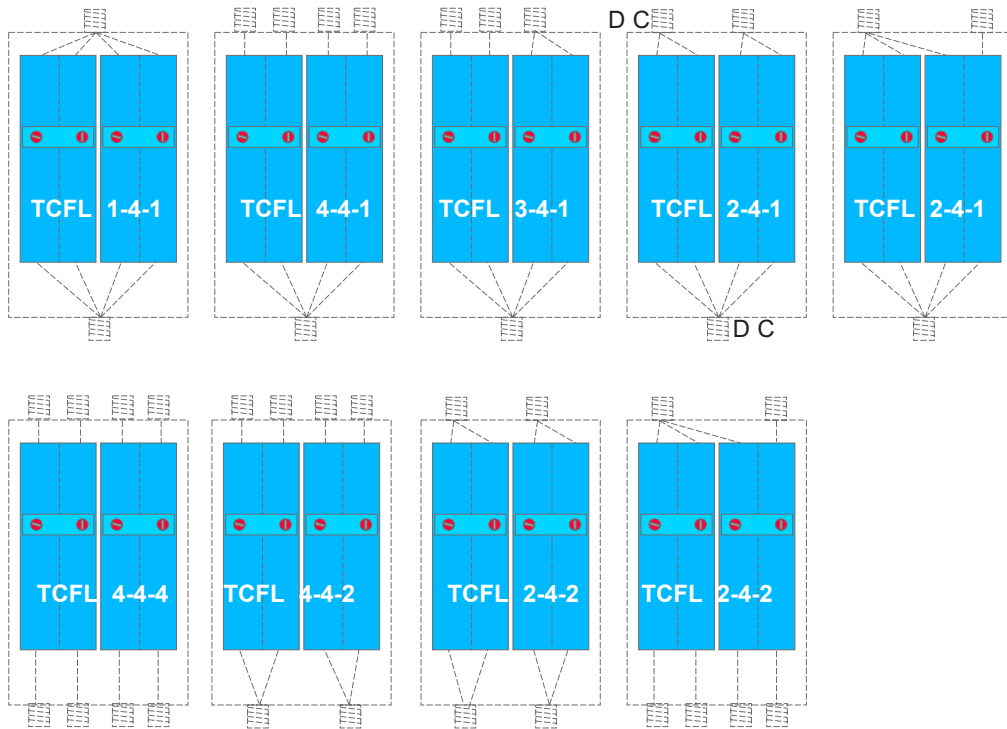 D C
TCFL 1-4-1
TCFL 4-4-1
TCFL 3-4-1
TCFL 2-4-1
TCFL 2-4-1
D C
TCFL 4-4-4
TCFL 4-4-2
TCFL 2-4-2
TCFL 2-4-2